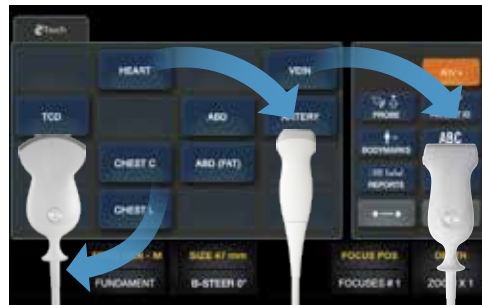 eTouch
HEART
VEIN
TCD
ABD
ARTERY
PROBE
ABC
BODYMARKS
CHEST C
ABD (FAT)
REPORTS
CHEST L
- M
SIZE 47 mm
FOCUS POS
FUNDAMENT
B-STEER 0°
FOCUSES # 1
X 1